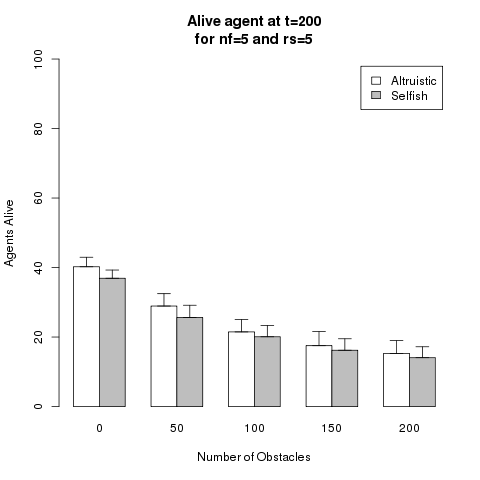 Alive agent at t=200
for nf=5 and rs=5
Altruistic
Selfish
Agents Alive
100
80
60
40
20
0
0 50 100 150 200
Number of Obstacles